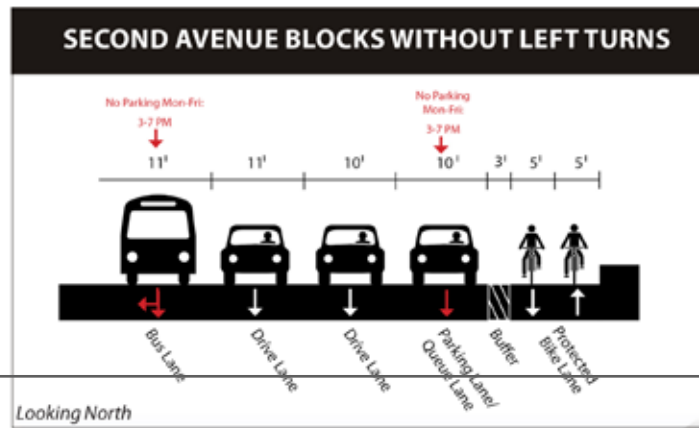 SECOND AVENUE BLOCKS WITHOUT LEFT TURNS
No Parking Mon-Fri:
3-7 PM
No Parking
Mon-Fri:
3-7 PM
11' 11' 10' 10' 3' 5' 5'
Bus Lane
Drive Lane
Drive Lane
Parking Lane/
Queue Lane
Buffer
Protected
Bike Lane
Looking North